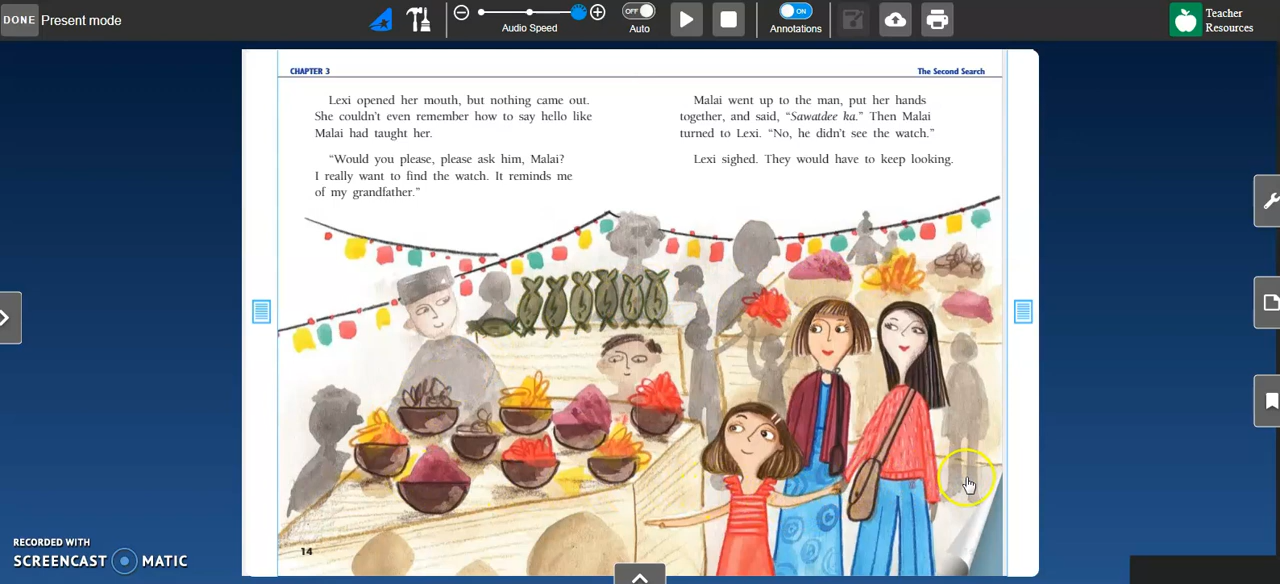 DONE Present mode
OFF
Auto
Audio Speed
ON
Annotations
Teacher
Resources
CHAPTER 3
The Second Search
Lexi opened her mouth, but nothing came out.
She couldn't even remember how to say hello like
Malai had taught her.
"Would you please, please ask him, Malai?
I really want to find the watch. It reminds me
of my grandfather."
Malai went up to the man, put her hands
together, and said, "Sawatdee ka." Then Malai
turned to Lexi. "No, he didn't see the watch."
Lexi sighed. They would have to keep looking.
14
RECORDED WITH
SCREENCAST MATIC